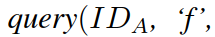 query(ID_A, ‘f’,